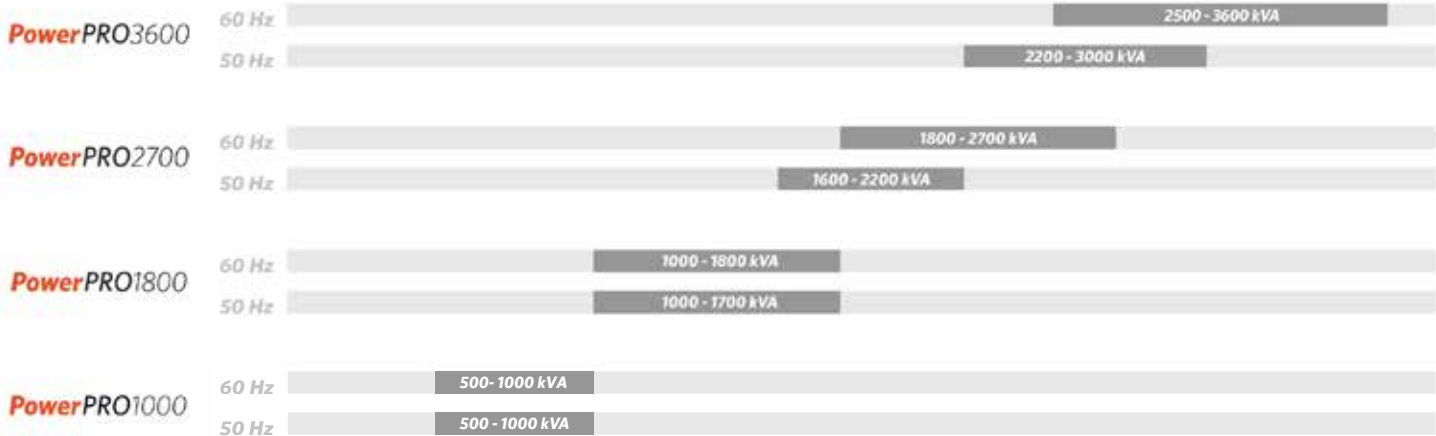 60 Hz 2500 - 3600 kVA
PowerPRO3600
50 Hz 2200 - 3000 kVA
60 Hz 1800 - 2700 kVA
PowerPRO2700
50 Hz 1600 - 2200 kVA
60 Hz 1000 - 1800 kVA
PowerPRO1800
50 Hz 1000 - 1700 kVA
60 Hz 500- 1000 kVA
PowerPRO1000
50 Hz 500 - 1000 kVA